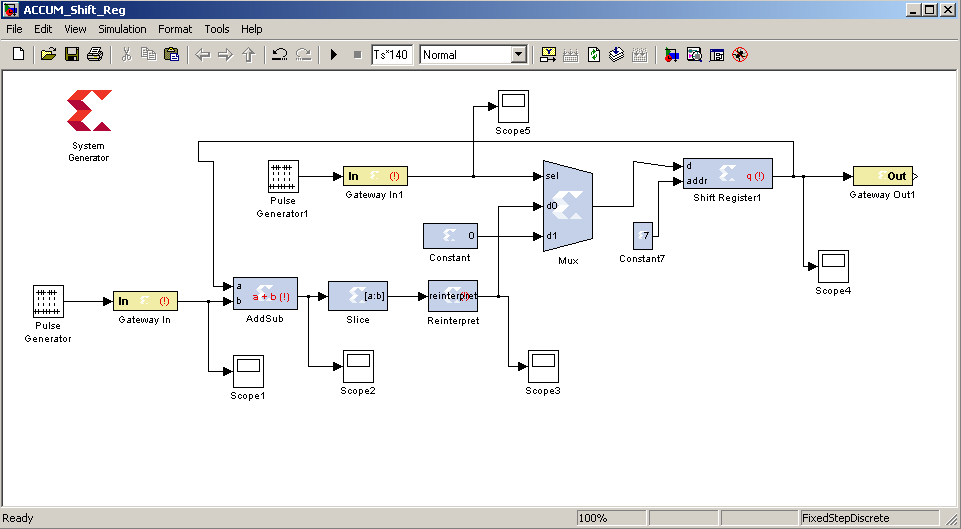 ACCUM_Shift_Reg
File Edit View Simulation Format Tools Help
Ts*140 Normal
System
Generator
Scope5
Pulse
Generator1
In (!)
Gateway In1
sel
d0
d1
Mux
d
addr
q (!)
Shift Register1
Out
Gateway Out1
0
Constant
7
Constant7
Scope4
Pulse
Generator
In (!)
Gateway In
a
b
a + b (!)
AddSub
[a:b]
Slice
reinterpret
Reinterpret
Scope1
Scope2
Scope3
Ready 100% FixedStepDiscrete